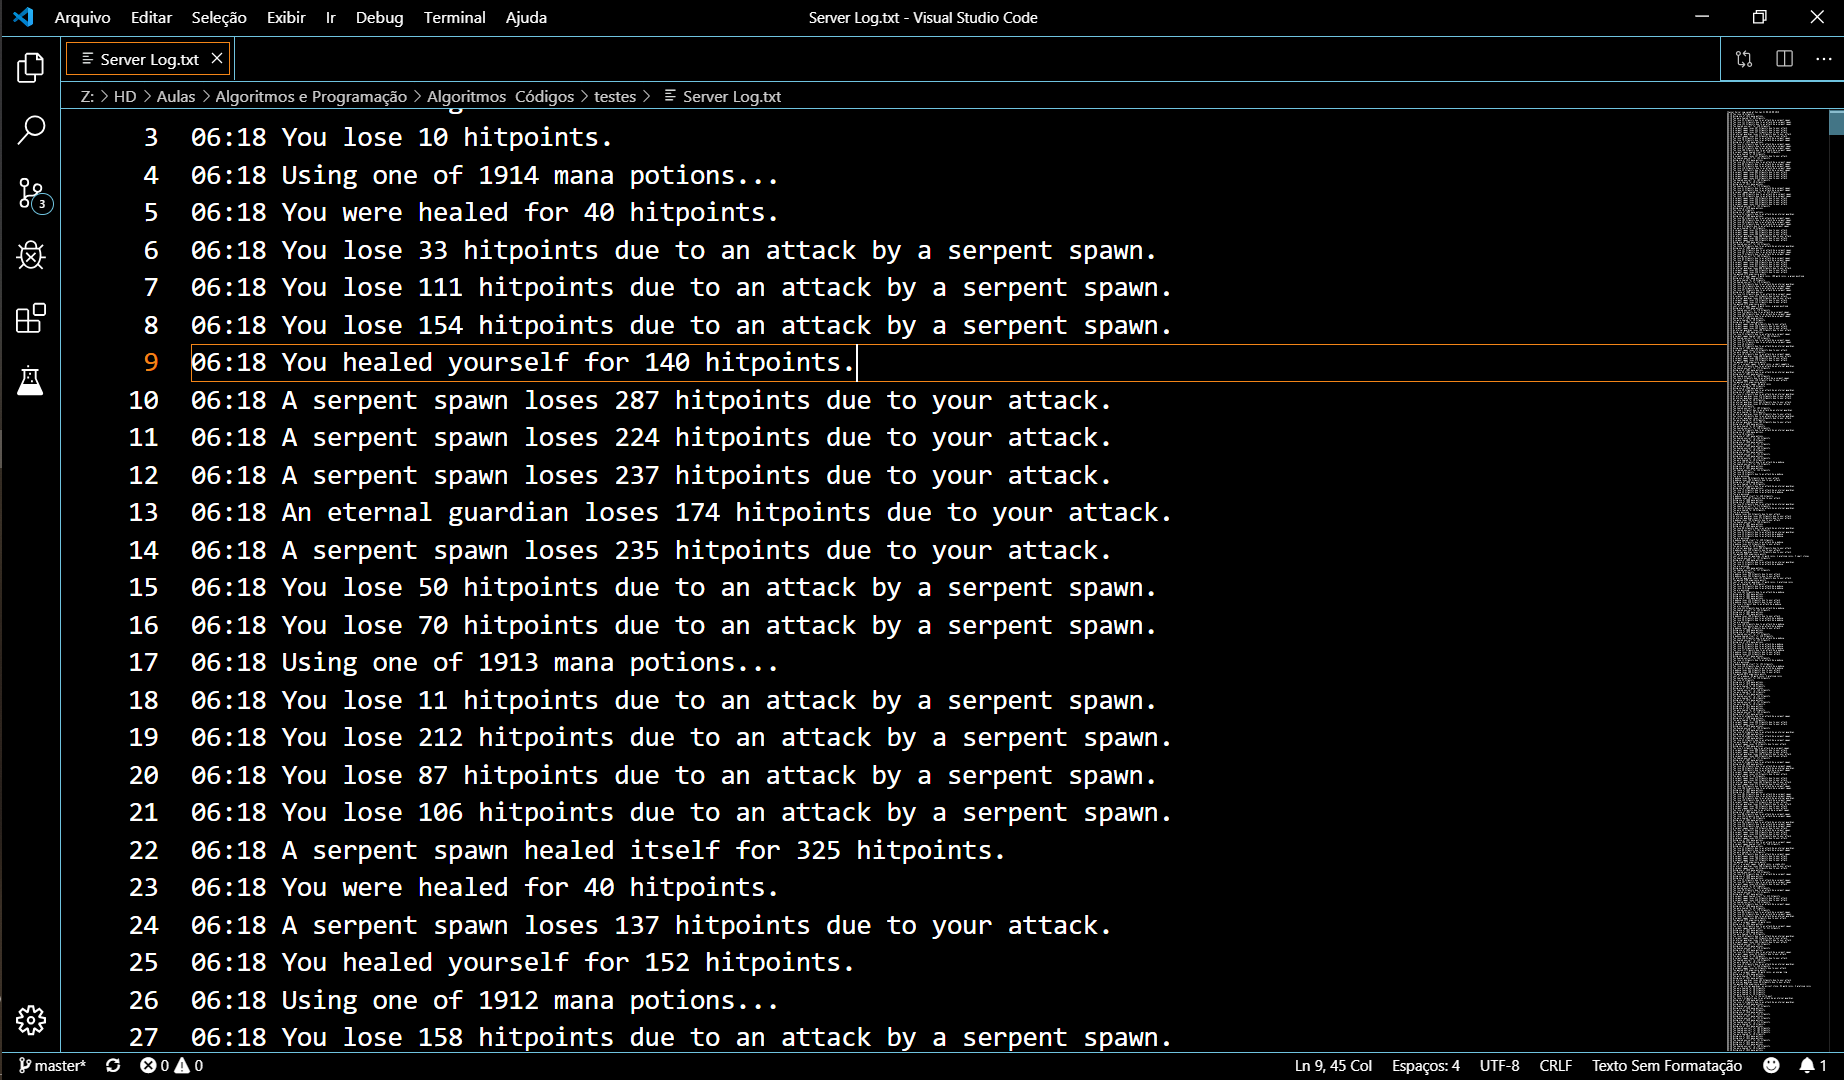 Arquivo Editar Seleção Exibir Ir Debug Terminal Ajuda
Server Log.txt - Visual Studio Code
Server Log.txt
Z: > HD > Aulas > Algoritmos e Programação > Algoritmos Códigos > testes > Server Log.txt
3 06:18 You lose 10 hitpoints.
4 06:18 Using one of 1914 mana potions...
5 06:18 You were healed for 40 hitpoints.
6 06:18 You lose 33 hitpoints due to an attack by a serpent spawn.
7 06:18 You lose 111 hitpoints due to an attack by a serpent spawn.
8 06:18 You lose 154 hitpoints due to an attack by a serpent spawn.
9 06:18 You healed yourself for 140 hitpoints.
10 06:18 A serpent spawn loses 287 hitpoints due to your attack.
11 06:18 A serpent spawn loses 224 hitpoints due to your attack.
12 06:18 A serpent spawn loses 237 hitpoints due to your attack.
13 06:18 An eternal guardian loses 174 hitpoints due to your attack.
14 06:18 A serpent spawn loses 235 hitpoints due to your attack.
15 06:18 You lose 50 hitpoints due to an attack by a serpent spawn.
16 06:18 You lose 70 hitpoints due to an attack by a serpent spawn.
17 06:18 Using one of 1913 mana potions...
18 06:18 You lose 11 hitpoints due to an attack by a serpent spawn.
19 06:18 You lose 212 hitpoints due to an attack by a serpent spawn.
20 06:18 You lose 87 hitpoints due to an attack by a serpent spawn.
21 06:18 You lose 106 hitpoints due to an attack by a serpent spawn.
22 06:18 A serpent spawn healed itself for 325 hitpoints.
23 06:18 You were healed for 40 hitpoints.
24 06:18 A serpent spawn loses 137 hitpoints due to your attack.
25 06:18 You healed yourself for 152 hitpoints.
26 06:18 Using one of 1912 mana potions...
27 06:18 You lose 158 hitpoints due to an attack by a serpent spawn.
3
master* 0 0
Ln 9, 45 Col Espaços: 4 UTF-8 CRLF Texto Sem Formatação 1